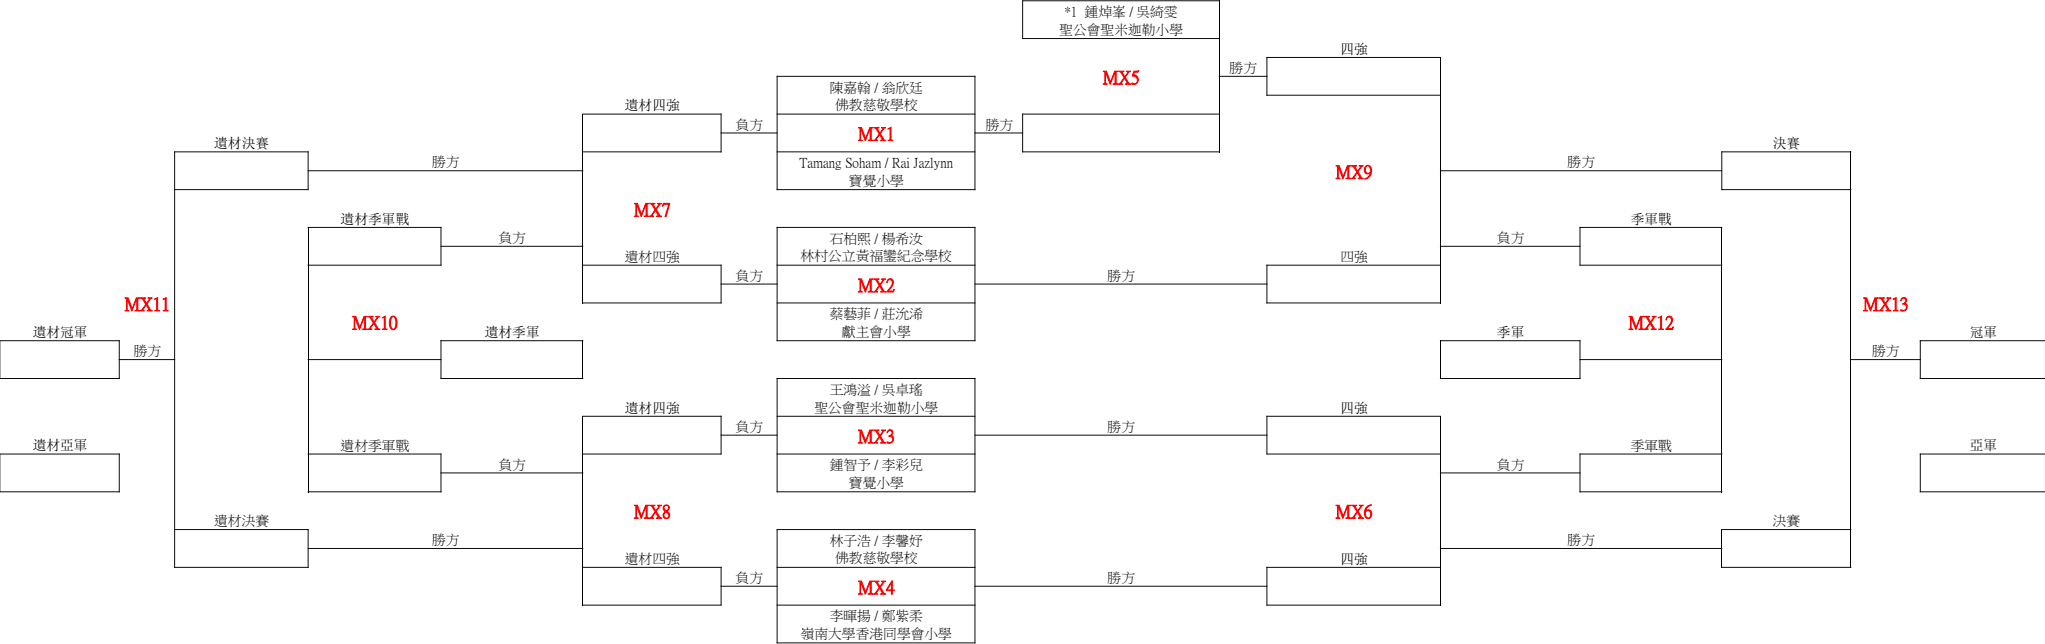 *1 鍾焯峯 / 吳綺雯
聖公會聖米迦勒小學
四強
勝方
MX5
陳嘉翰 / 翁欣廷
佛教慈敬學校
遺材四強
負方
MX1
勝方
遺材決賽
勝方
Tamang Soham / Rai Jazlynn
寶覺小學
MX9
勝方
決賽
MX7
遺材季軍戰
負方
石柏熙 / 楊希汝
林村公立黃福鑾紀念學校
遺材四強
負方
MX2
勝方
四強
負方
季軍戰
MX11
MX10
蔡藝菲 / 莊沇浠
獻主會小學
MX12
MX13
遺材冠軍
勝方
遺材季軍
季軍
勝方
冠軍
王鴻溢 / 吳卓瑤
聖公會聖米迦勒小學
遺材四強
負方
MX3
勝方
四強
遺材亞軍
遺材季軍戰
負方
鍾智予 / 李彩兒
寶覺小學
負方
季軍戰
亞軍
MX8
MX6
遺材決賽
勝方
林子浩 / 李馨妤
佛教慈敬學校
勝方
決賽
遺材四強
負方
MX4
勝方
四強
李暉揚 / 鄭紫柔
嶺南大學香港同學會小學